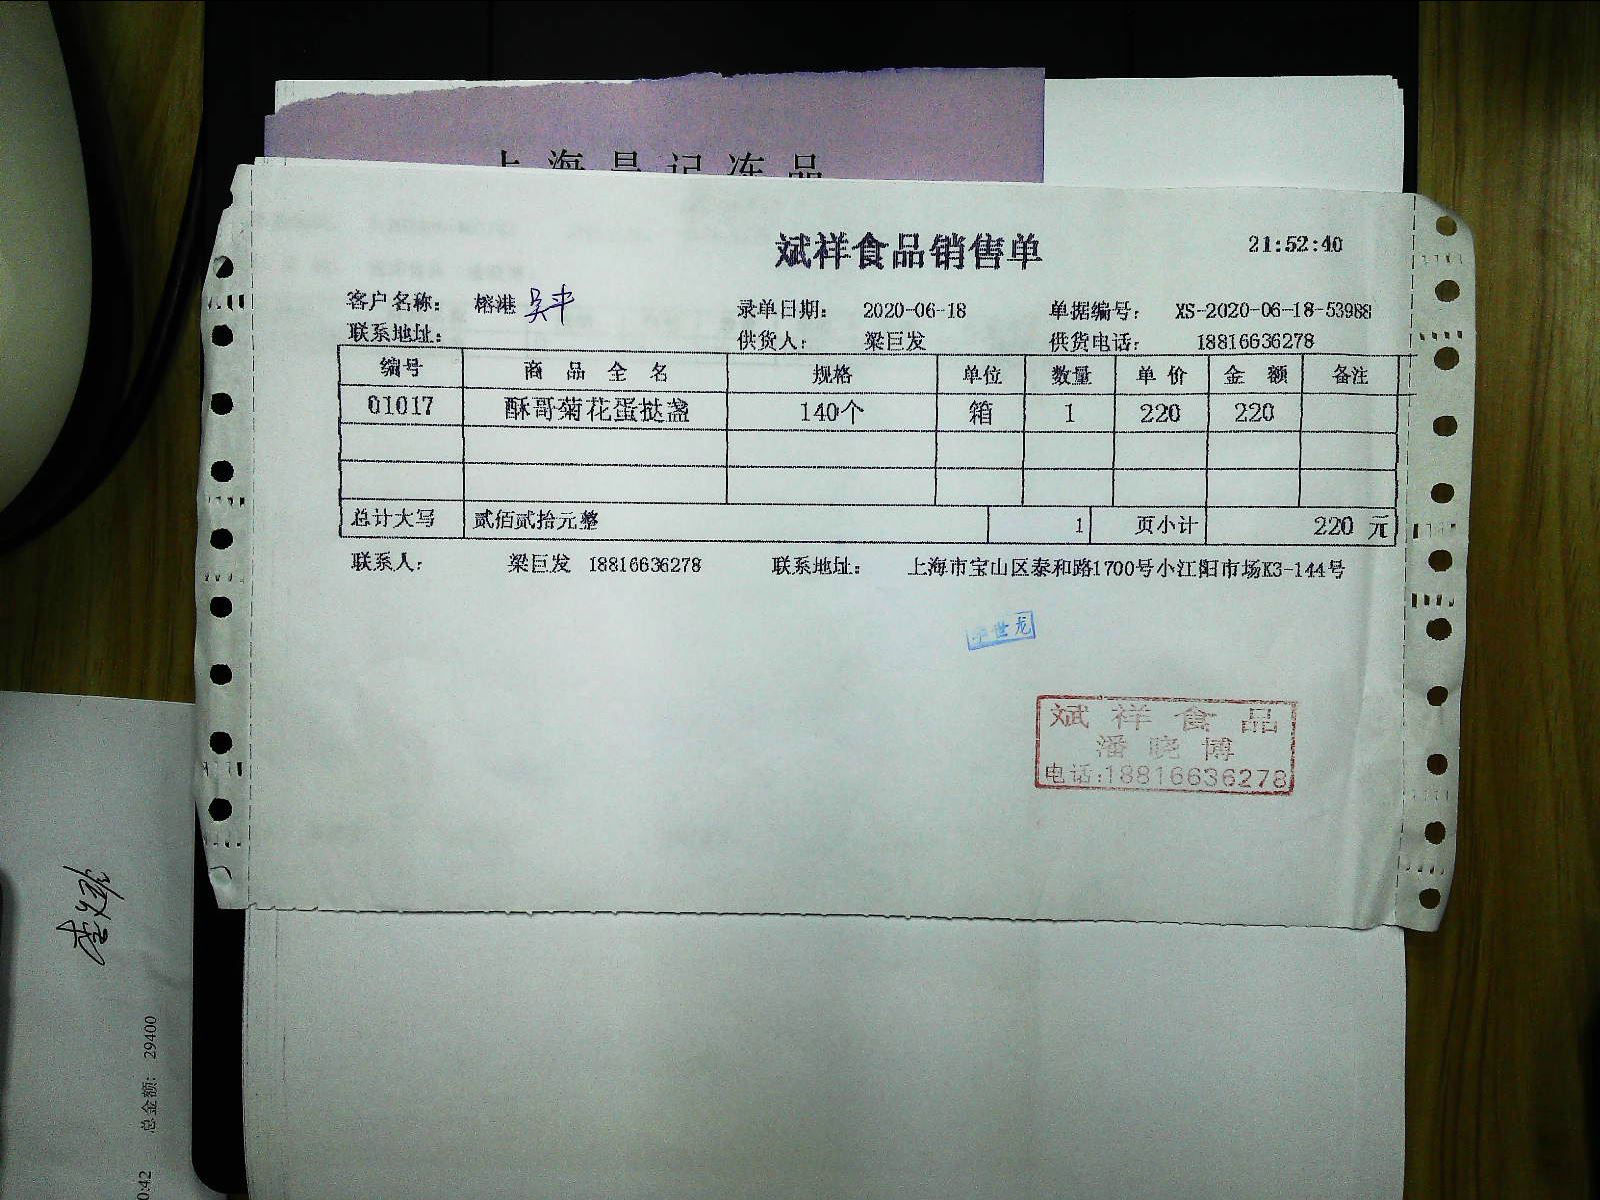 上海昌记冻品
斌祥食品销售单 21:52:40
客户名称： 榕港 吴平 录单日期： 2020-06-18 单据编号： XS-2020-06-18-53988
联系地址： 供货人： 梁巨发 供货电话： 18816636278
编号 商品全名 规格 单位 数量 单价 金额 备注
01017 酥哥菊花蛋挞盏 140个 箱 1 220 220
总计大写 贰佰贰拾元整 1 页小计 220 元
联系人： 梁巨发 18816636278 联系地址： 上海市宝山区泰和路1700号小江阳市场K3-144号
李世龙
斌祥食品
潘晓博
电话:18816636278
总金额： 29400
0:42